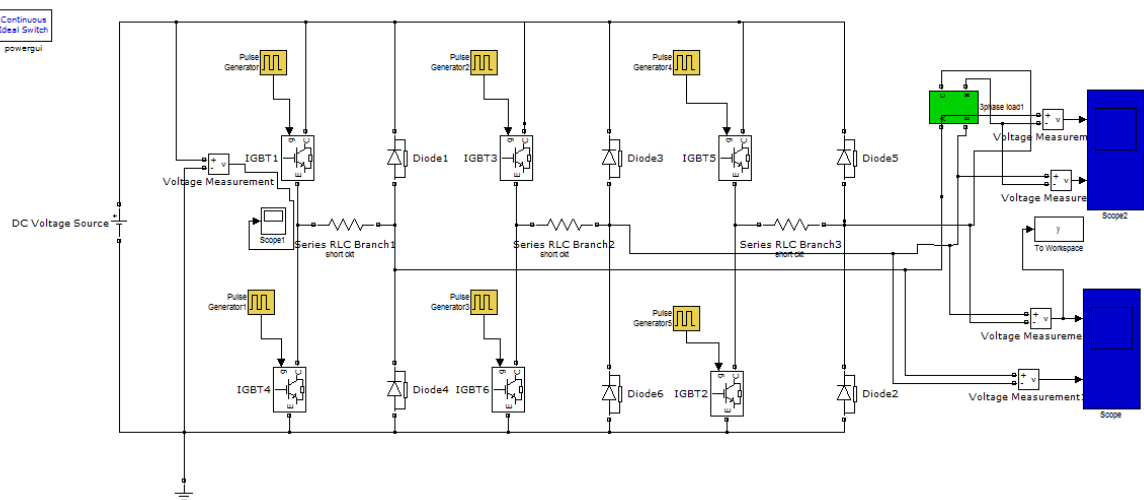 Continuous
Ideal Switch
powergui
Pulse
Generator
Pulse
Generator2
Pulse
Generator4
3phase load1
g
C
E
IGBT1
Diode1
g
C
E
IGBT3
Diode3
g
C
E
IGBT5
Diode5
+
-
v
Voltage Measurement
+
-
v
Voltage Measurem
+
-
v
Voltage Measure
Scope2
DC Voltage Source
+
Scope1
Series RLC Branch1
short ckt
Series RLC Branch2
short ckt
Series RLC Branch3
short ckt
y
To Workspace
Pulse
Generator1
Pulse
Generator3
Pulse
Generator5
+
-
v
Voltage Measureme
g
C
E
IGBT4
Diode4
g
C
E
IGBT6
Diode6
g
C
E
IGBT2
Diode2
+
-
v
Voltage Measurement
Scope